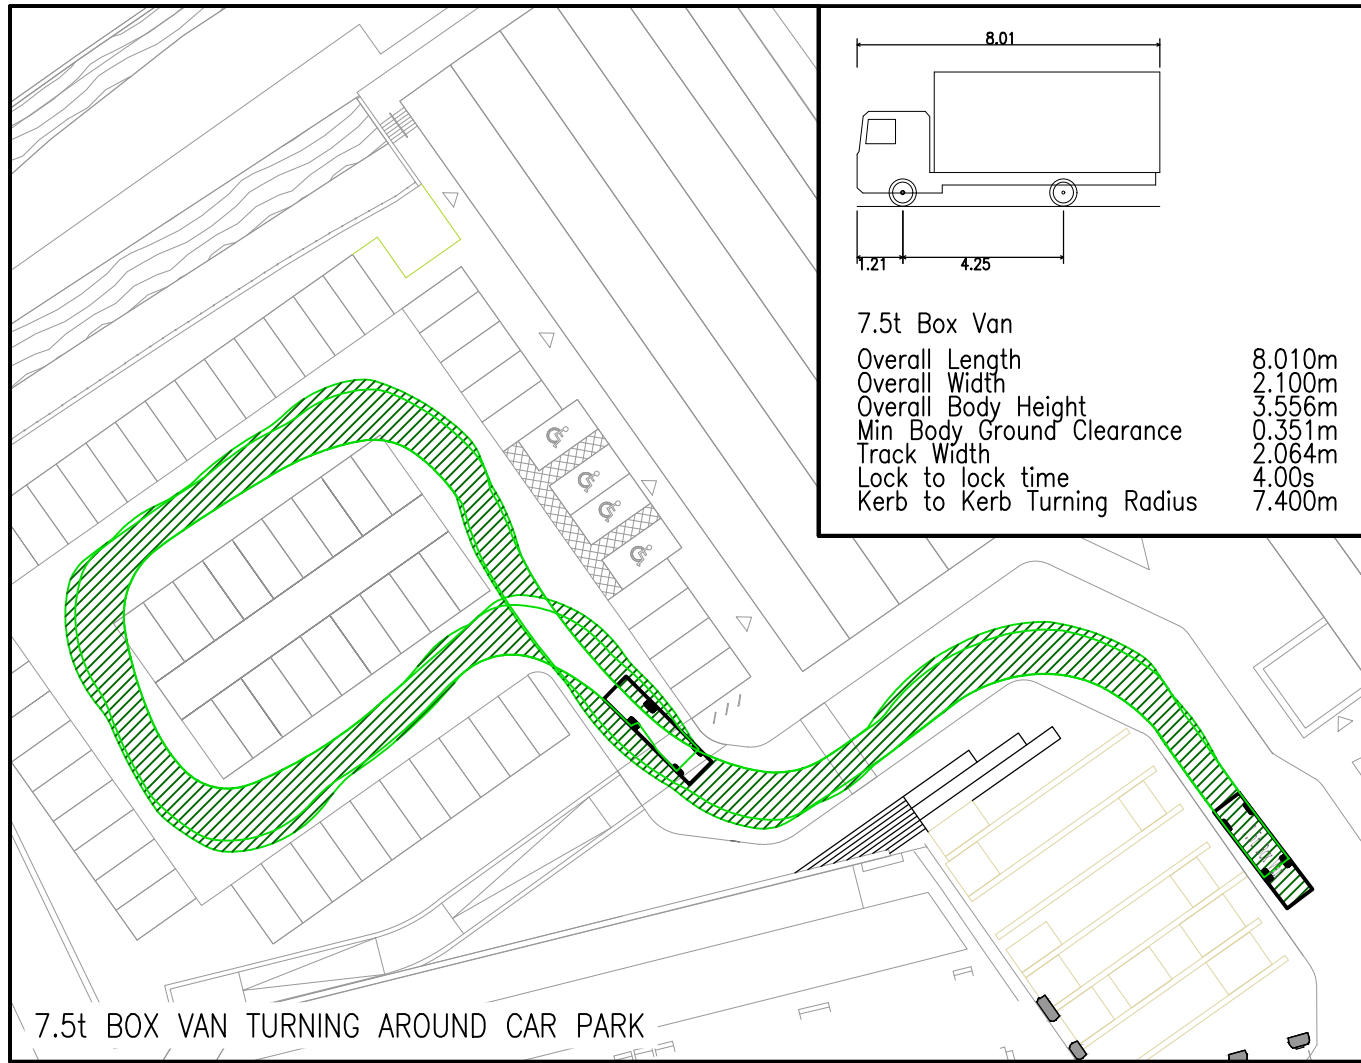 8.01
1.21 4.25
7.5t Box Van
Overall Length 8.010m
Overall Width 2.100m
Overall Body Height 3.556m
Min Body Ground Clearance 0.351m
Track Width 2.064m
Lock to lock time 4.00s
Kerb to Kerb Turning Radius 7.400m
7.5t BOX VAN TURNING AROUND CAR PARK